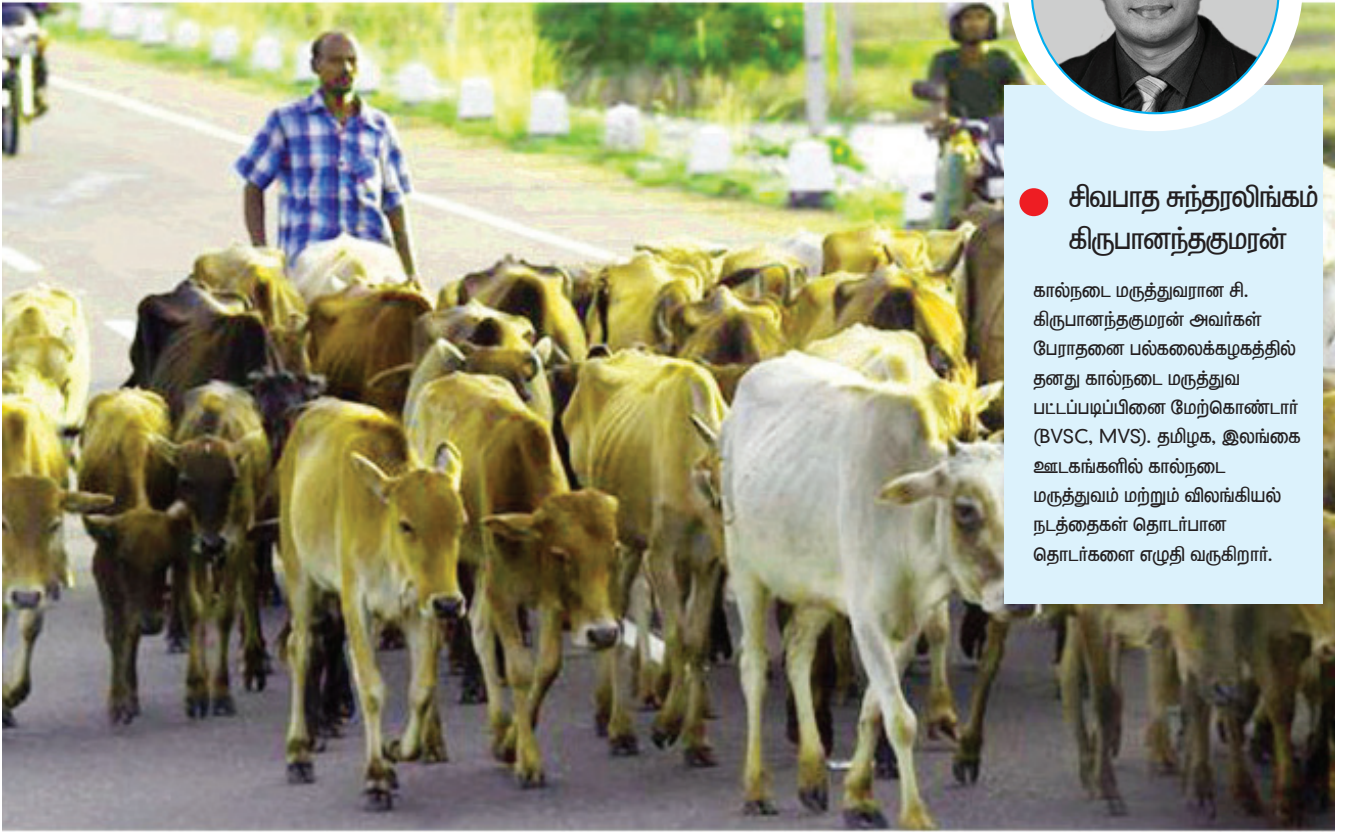 சிவபாத சுந்தரலிங்கம்
கிருபானந்தகுமரன்
கால்நடை மருத்துவரான சி.
கிருபானந்தகுமரன் அவர்கள்
பேராதனை பல்கலைக்கழகத்தில்
தனது கால்நடை மருத்துவ
பட்டப்படிப்பினை மேற்கொண்டார்
(BVSC, MVS). தமிழக, இலங்கை
ஊடகங்களில் கால்நடை
மருத்துவம் மற்றும் விலங்கியல்
நடத்தைகள் தொடர்பான
தொடர்களை எழுதி வருகிறார்.